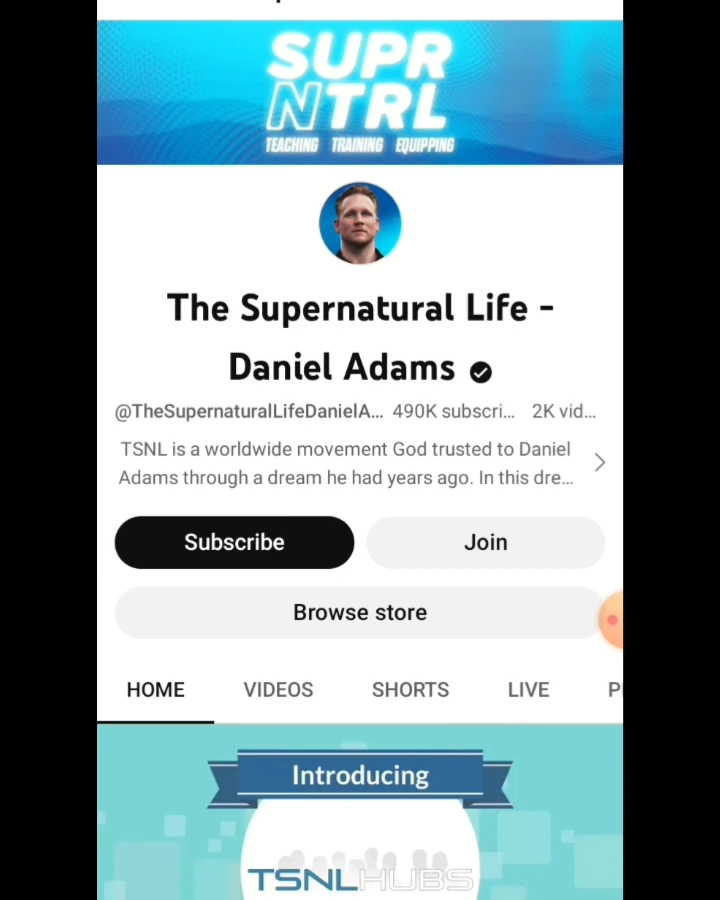 SUPR
NTRL
TEACHING TRAINING EQUIPPING
The Supernatural Life -
Daniel Adams
@TheSupernaturalLifeDanielA... 490K subscri... 2K vid...
TSNL is a worldwide movement God trusted to Daniel
Adams through a dream he had years ago. In this dre...
Subscribe
Join
Browse store
HOME VIDEOS SHORTS LIVE
Introducing
TSNLHUBS